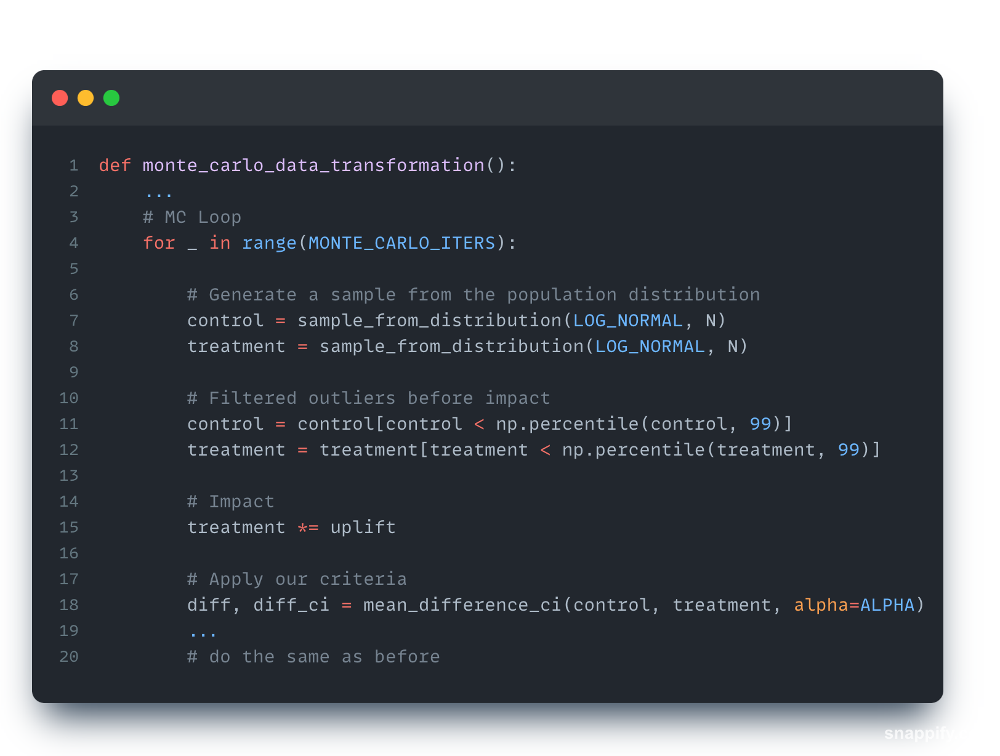 1 def monte_carlo_data_transformation():
2     ...
3     # MC Loop
4     for _ in range(MONTE_CARLO_ITERS):
5
6         # Generate a sample from the population distribution
7         control = sample_from_distribution(LOG_NORMAL, N)
8         treatment = sample_from_distribution(LOG_NORMAL, N)
9
10         # Filtered outliers before impact
11         control = control[control < np.percentile(control, 99)]
12         treatment = treatment[treatment < np.percentile(treatment, 99)]
13
14         # Impact
15         treatment *= uplift
16
17         # Apply our criteria
18         diff, diff_ci = mean_difference_ci(control, treatment, alpha=ALPHA)
19         ...
20         # do the same as before
snappify